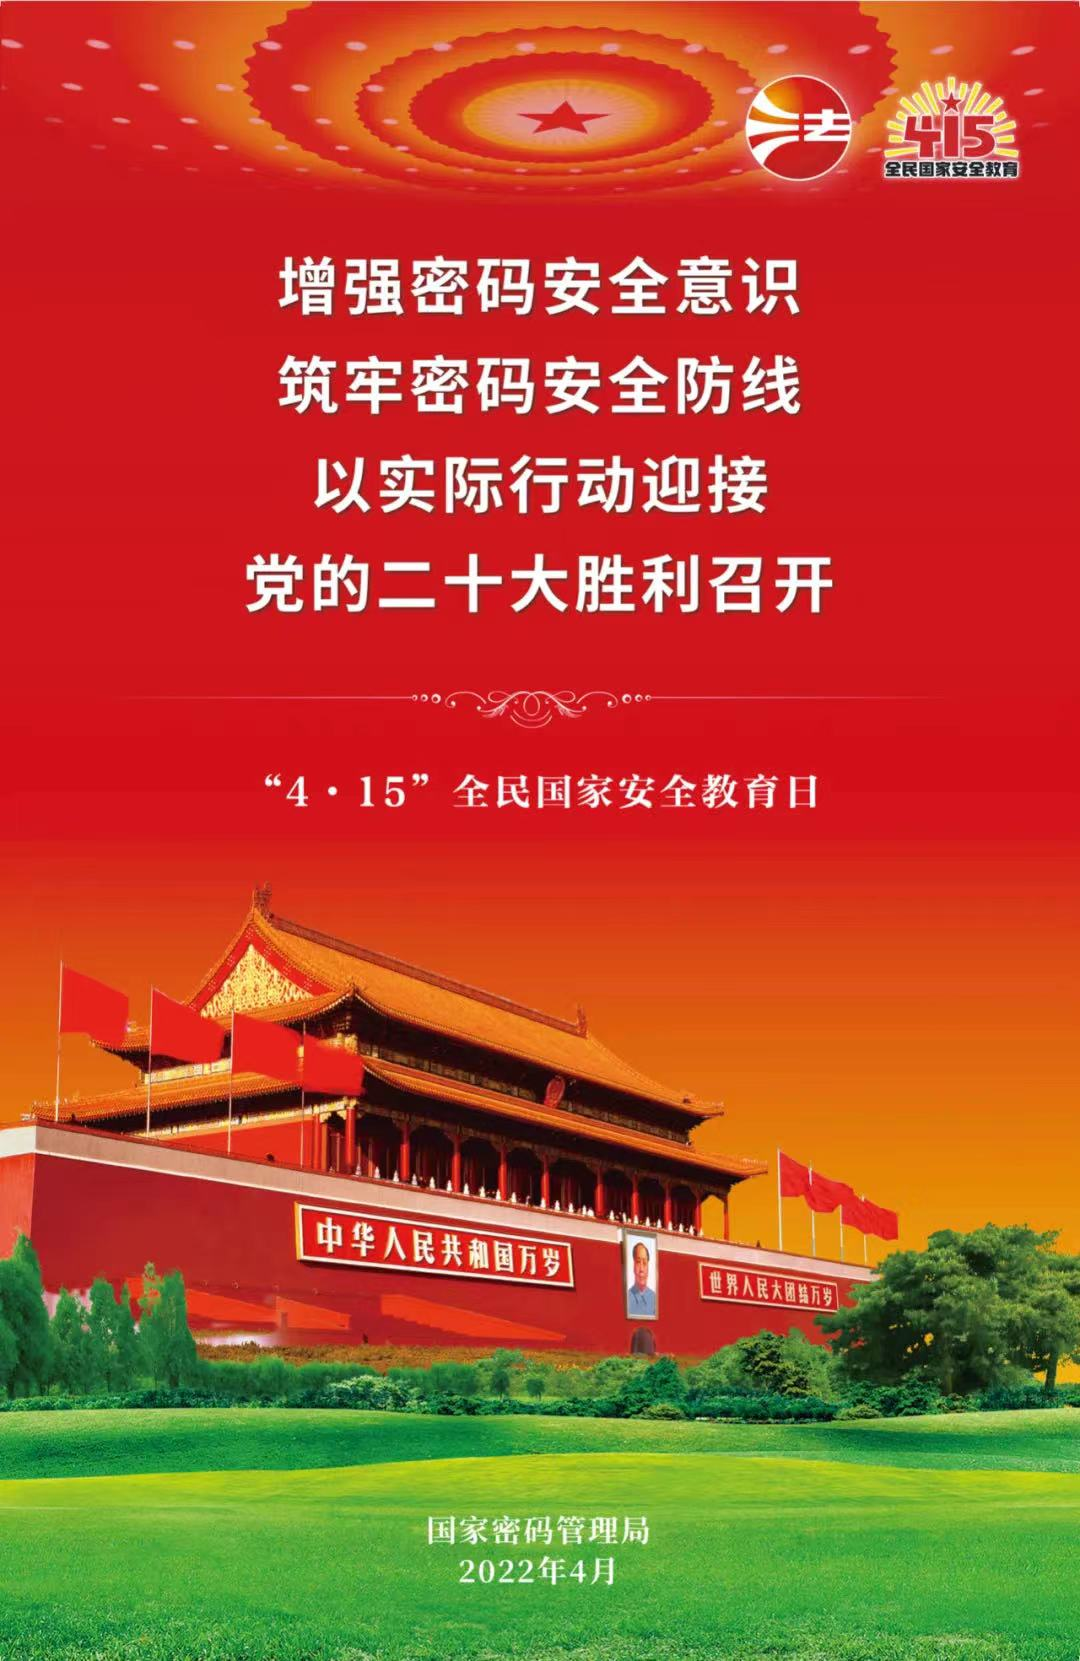 法
415
全民国家安全教育
增强密码安全意识
筑牢密码安全防线
以实际行动迎接
党的二十大胜利召开
“4·15”全民国家安全教育日
中华人民共和国万岁
世界人民大团结万岁
国家密码管理局
2022年4月